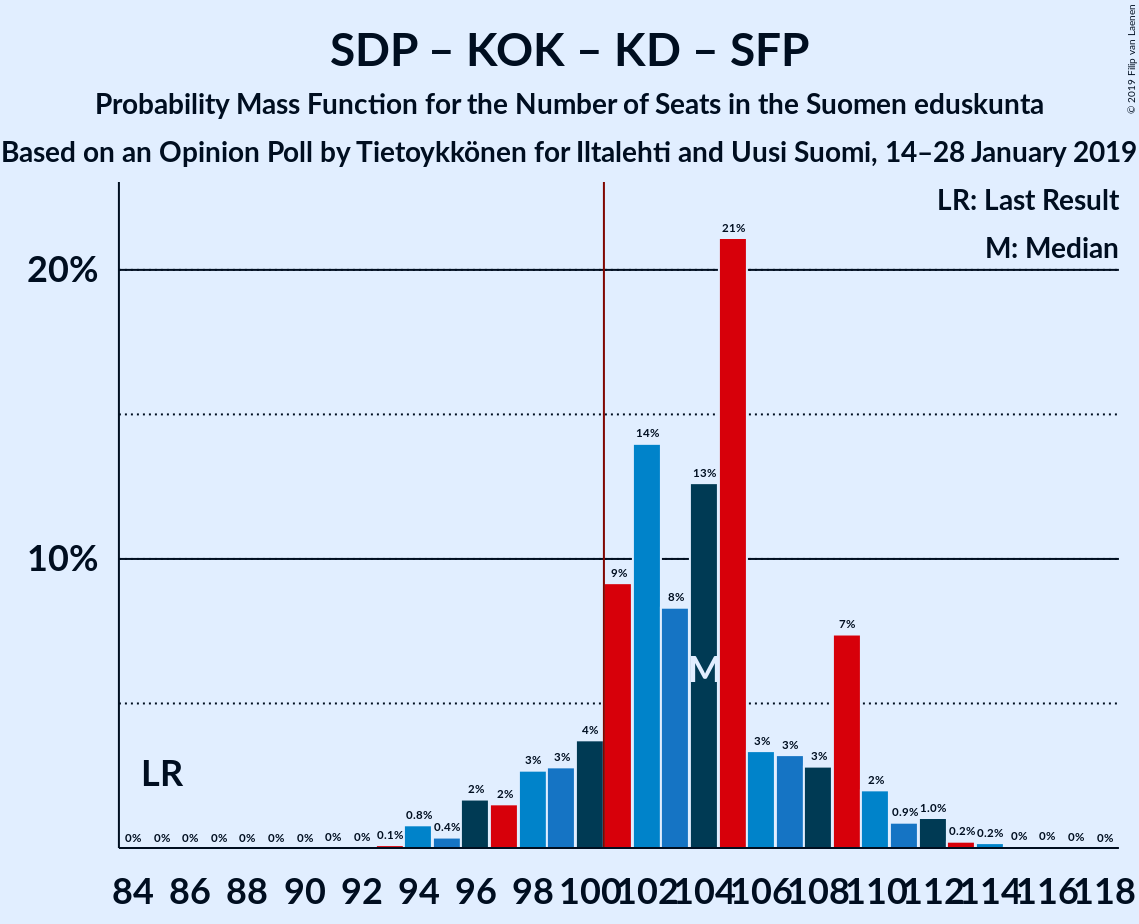 SDP – KOK – KD – SFP
Probability Mass Function for the Number of Seats in the Suomen eduskunta
Based on an Opinion Poll by Tietoykkönen for Iltalehti and Uusi Suomi, 14–28 January 2019
© 2019 Filip van Laenen
LR: Last Result
M: Median
20%
10%
0% 0% 0% 0% 0% 0% 0% 0% 0% 0.1% 0.8% 0.4% 2% 2% 3% 3% 4% 9% 14% 8% 13% 21% 3% 3% 3% 7% 2% 0.9% 1.0% 0.2% 0.2% 0% 0% 0% 0%
LR
M
84 86 88 90 92 94 96 98 100 102 104 106 108 110 112 114 116 118